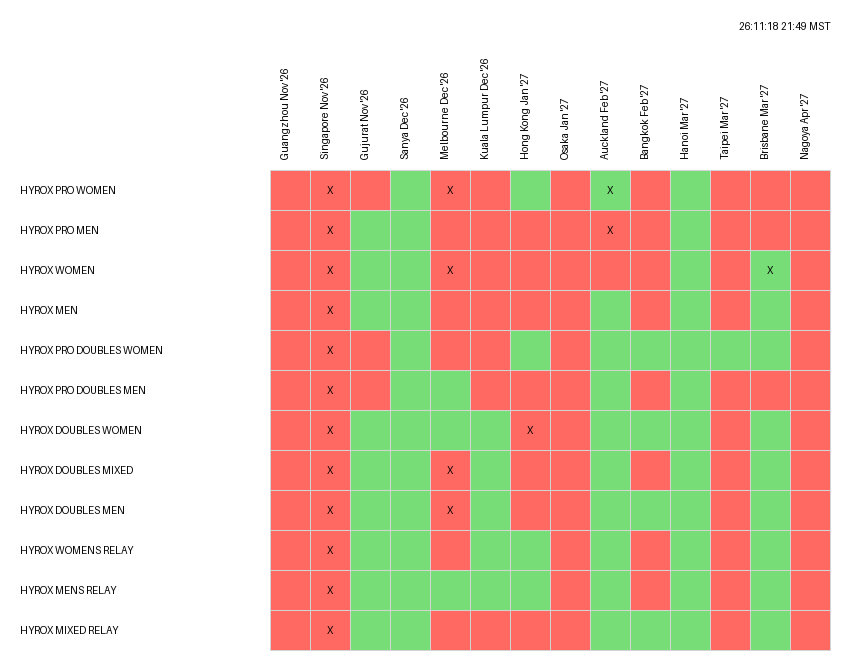 26:11:18 21:49 MST
Guangzhou Nov'26
Singapore Nov'26
Gujurat Nov'26
Sanya Dec'26
Melbourne Dec'26
Kuala Lumpur Dec'26
Hong Kong Jan'27
Osaka Jan'27
Auckland Feb'27
Bangkok Feb'27
Hanoi Mar'27
Taipei Mar'27
Brisbane Mar'27
Nagoya Apr'27
HYROX PRO WOMEN X X X
HYROX PRO MEN X X
HYROX WOMEN X X X
HYROX MEN X
HYROX PRO DOUBLES WOMEN X
HYROX PRO DOUBLES MEN X
HYROX DOUBLES WOMEN X X
HYROX DOUBLES MIXED X X
HYROX DOUBLES MEN X X
HYROX WOMENS RELAY X
HYROX MENS RELAY X
HYROX MIXED RELAY X